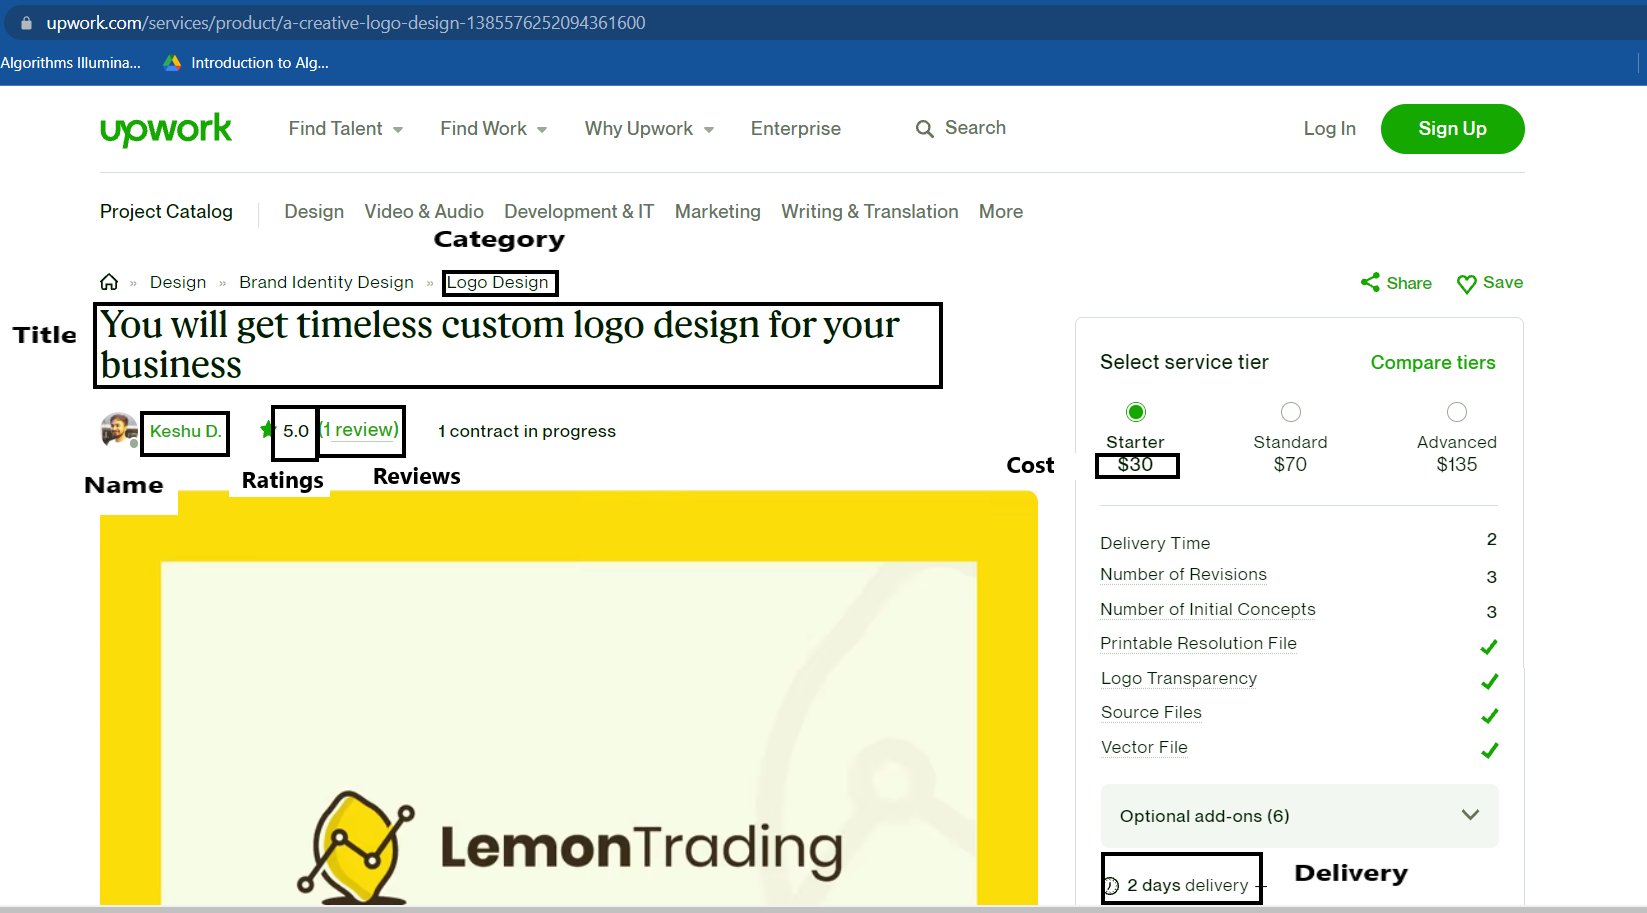 upwork.com/services/product/a-creative-logo-design-1385576252094361600
Algorithms Illumina... Introduction to Alg...
upwork Find Talent Find Work Why Upwork Enterprise Search Log In Sign Up
Project Catalog Design Video & Audio Development & IT Marketing Writing & Translation More
Category
Design » Brand Identity Design » Logo Design
Share Save
Title
You will get timeless custom logo design for your
business
Keshu D. 5.0 (1 review) 1 contract in progress
Name Ratings Reviews
Select service tier Compare tiers
Starter Standard Advanced
Cost $30 $70 $135
Delivery Time 2
Number of Revisions 3
Number of Initial Concepts 3
Printable Resolution File
Logo Transparency
Source Files
Vector File
Optional add-ons (6)
2 days delivery
Delivery
LemonTrading